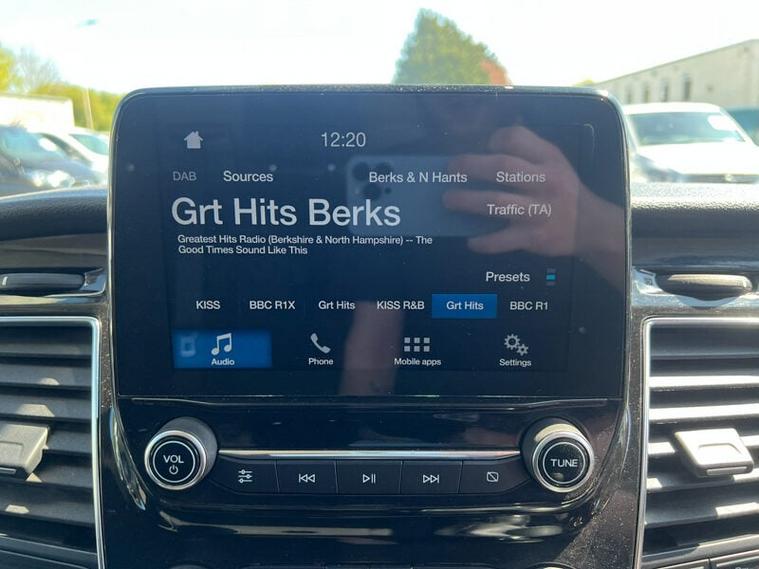 12:20
DAB Sources Berks & N Hants Stations
Grt Hits Berks
Traffic (TA)
Greatest Hits Radio (Berkshire & North Hampshire) -- The
Good Times Sound Like This
Presets
KISS BBC R1X Grt Hits KISS R&B Grt Hits BBC R1
Audio Phone Mobile apps Settings
VOL TUNE